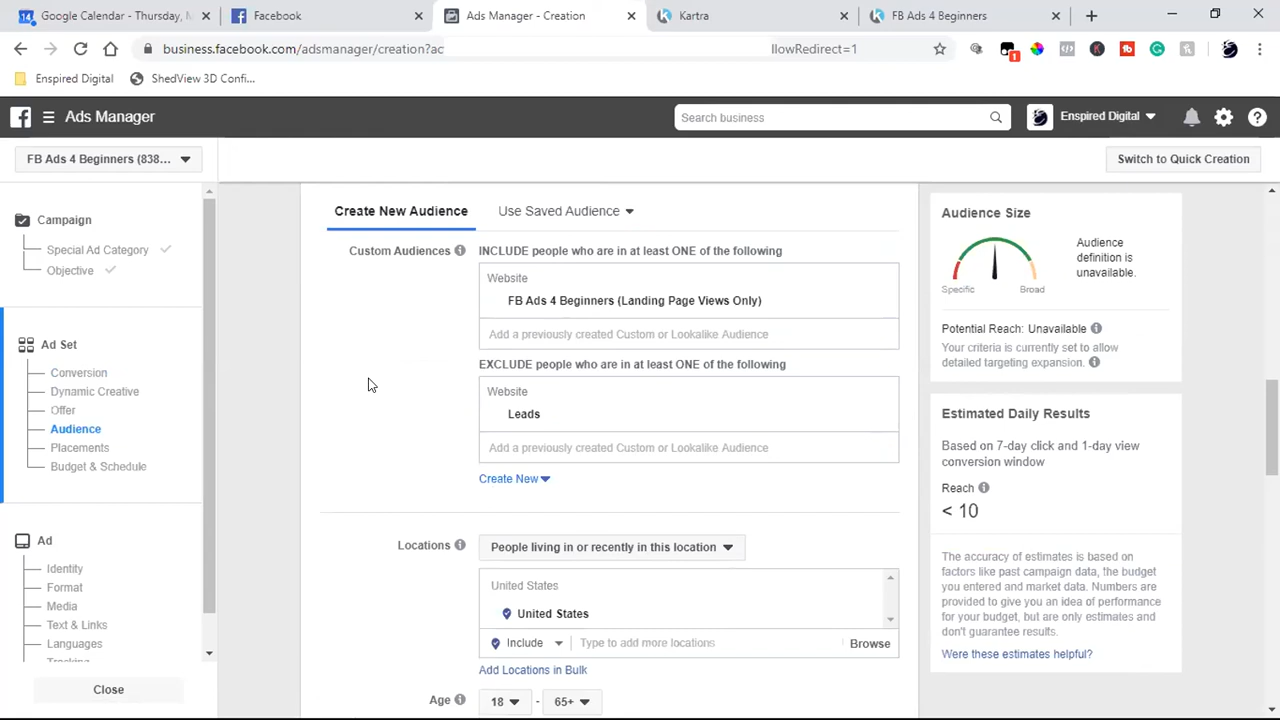 Google Calendar - Thursday, M
Facebook
Ads Manager - Creation
Kartra
FB Ads 4 Beginners
business.facebook.com/adsmanager/creation?ac
llowRedirect=1
1
Enspired Digital
ShedView 3D Confi...
Ads Manager
Search business
Enspired Digital
FB Ads 4 Beginners (838...
Switch to Quick Creation
Campaign
Special Ad Category
Objective
Ad Set
Conversion
Dynamic Creative
Offer
Audience
Placements
Budget & Schedule
Ad
Identity
Format
Media
Text & Links
Languages
Tracking
Close
Create New Audience
Use Saved Audience
Custom Audiences
INCLUDE people who are in at least ONE of the following
Website
FB Ads 4 Beginners (Landing Page Views Only)
Add a previously created Custom or Lookalike Audience
EXCLUDE people who are in at least ONE of the following
Website
Leads
Add a previously created Custom or Lookalike Audience
Create New
Locations
People living in or recently in this location
United States
United States
Include
Type to add more locations
Browse
Add Locations in Bulk
Age
18
-
65+
Audience Size
Specific
Broad
Audience
definition is
unavailable.
Potential Reach: Unavailable
Your criteria is currently set to allow
detailed targeting expansion.
Estimated Daily Results
Based on 7-day click and 1-day view
conversion window
Reach
< 10
The accuracy of estimates is based on
factors like past campaign data, the budget
you entered and market data. Numbers are
provided to give you an idea of performance
for your budget, but are only estimates and
don't guarantee results.
Were these estimates helpful?